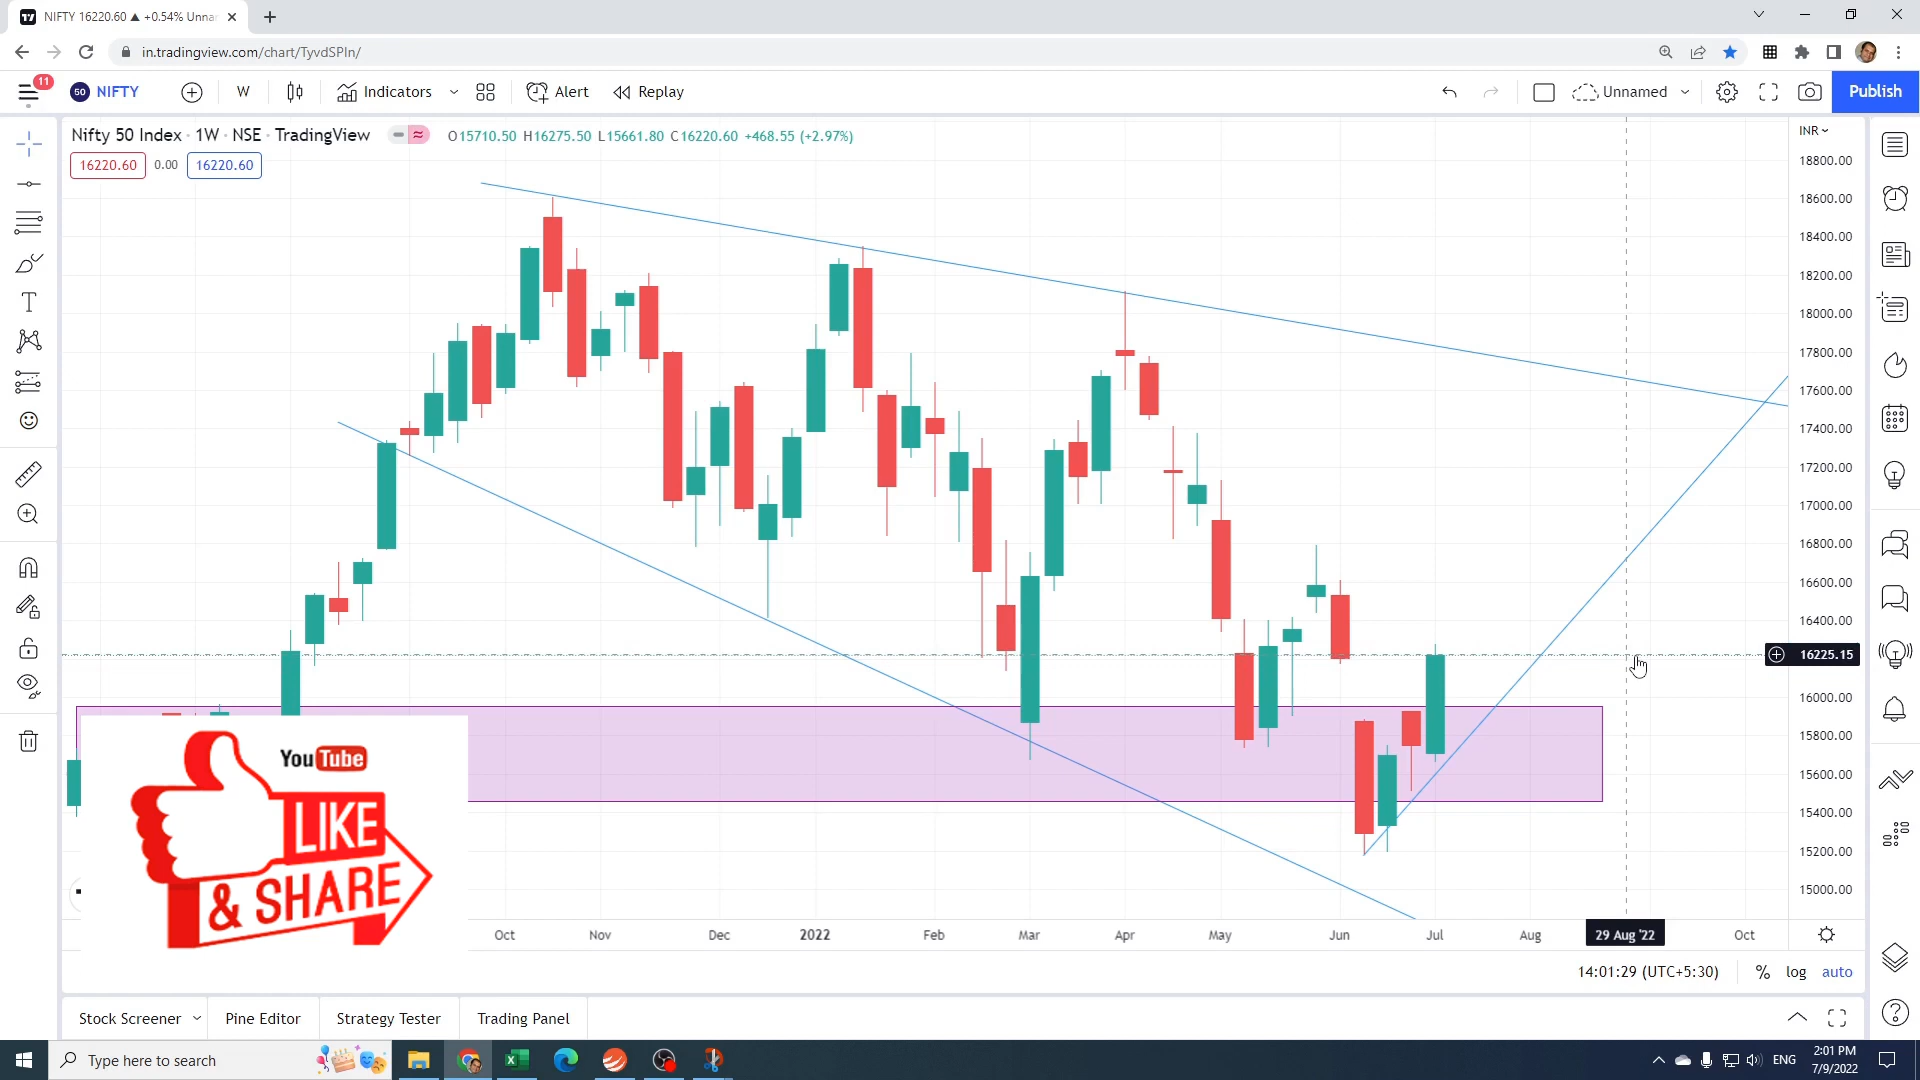 NIFTY 16220.60 ▲ +0.54% Unna
in.tradingview.com/chart/TyvdSPIn/
11
50 NIFTY
W
Indicators
Alert
Replay
Unnamed
Publish
Nifty 50 Index · 1W · NSE · TradingView
O15710.50 H16275.50 L15661.80 C16220.60 +468.55 (+2.97%)
INR
16220.60 0.00 16220.60
18800.00
18600.00
18400.00
18200.00
18000.00
17800.00
17600.00
17400.00
17200.00
17000.00
16800.00
16600.00
16400.00
16225.15
16000.00
15800.00
15600.00
15400.00
15200.00
15000.00
YouTube
LIKE
& SHARE
Oct Nov Dec 2022 Feb Mar Apr May Jun Jul Aug 29 Aug '22 Oct
14:01:29 (UTC+5:30) % log auto
Stock Screener Pine Editor Strategy Tester Trading Panel
Type here to search
ENG
2:01 PM
7/9/2022